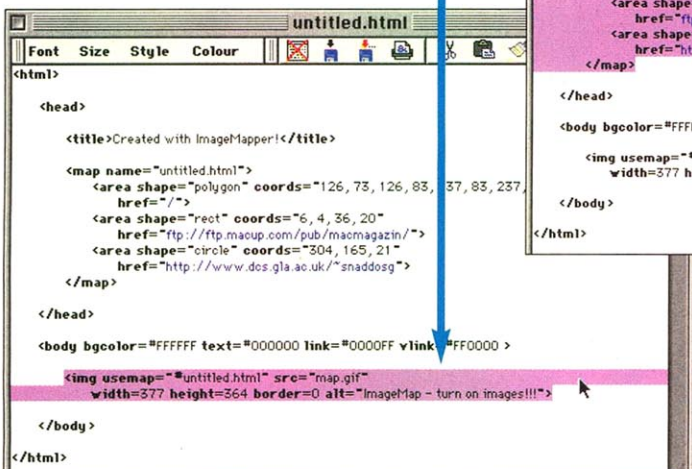 untitled.html
Font Size Style Colour
<html>
<head>
<title>Created with ImageMapper!</title>
<map name="untitled.html">
<area shape="polygon" coords="126,73,126,83, 37,83,237,
href="/">
<area shape="rect" coords="6,4,36,20"
href="ftp://ftp.macup.com/pub/macmagazin/">
<area shape="circle" coords="304,165,21"
href="http://www.dcs.gla.ac.uk/~snaddosg">
</map>
</head>
<body bgcolor=#FFFFFF text=#000000 link=#0000FF vlink #FF0000 >
<img usemap="#untitled.html" src="map.gif"
width=377 height=364 border=0 alt="ImageMap - turn on images!!!">
</body>
</html>
<area shape
href="ft
<area shape
href="ht
</map>
</head>
<body bgcolor=#FFF
<img usemap="#
width=377 h
</body>
</html>